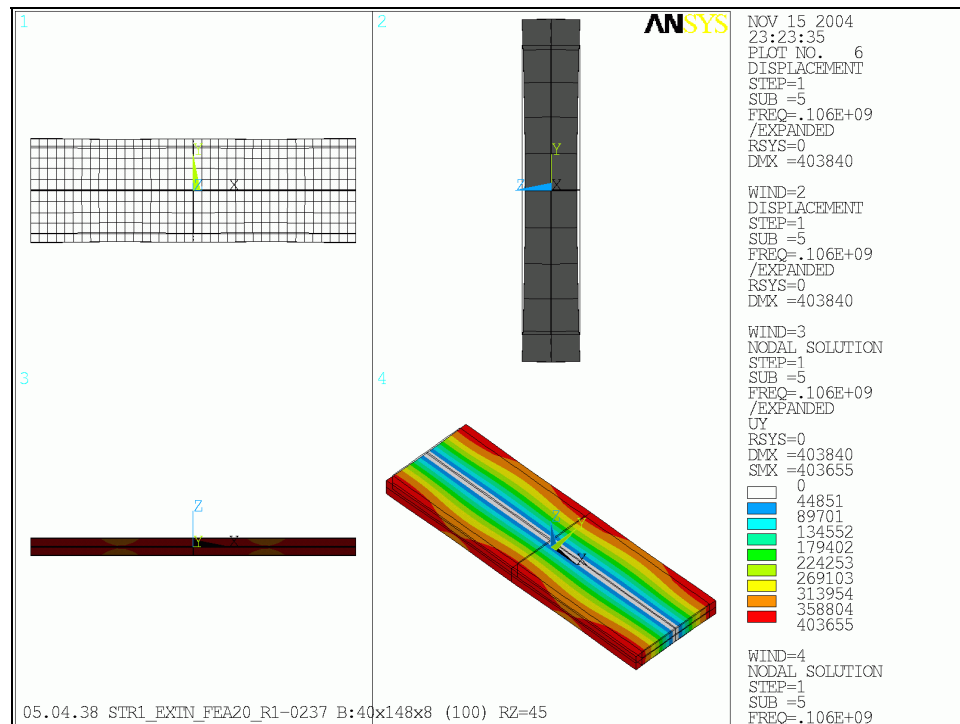 1
2
ANSYS
Y
Z
X
Y
Z
X
3
4
Z
Y
X
Z
Y
X
NOV 15 2004
23:23:35
PLOT NO. 6
DISPLACEMENT
STEP=1
SUB =5
FREQ=.106E+09
/EXPANDED
RSYS=0
DMX =403840
WIND=2
DISPLACEMENT
STEP=1
SUB =5
FREQ=.106E+09
/EXPANDED
RSYS=0
DMX =403840
WIND=3
NODAL SOLUTION
STEP=1
SUB =5
FREQ=.106E+09
/EXPANDED
UY
RSYS=0
DMX =403840
SMX =403655
0
44851
89701
134552
179402
224253
269103
313954
358804
403655
WIND=4
NODAL SOLUTION
STEP=1
SUB =5
FREQ=.106E+09
05.04.38 STR1_EXTN_FEA20_R1-0237 B:40x148x8 (100) RZ=45